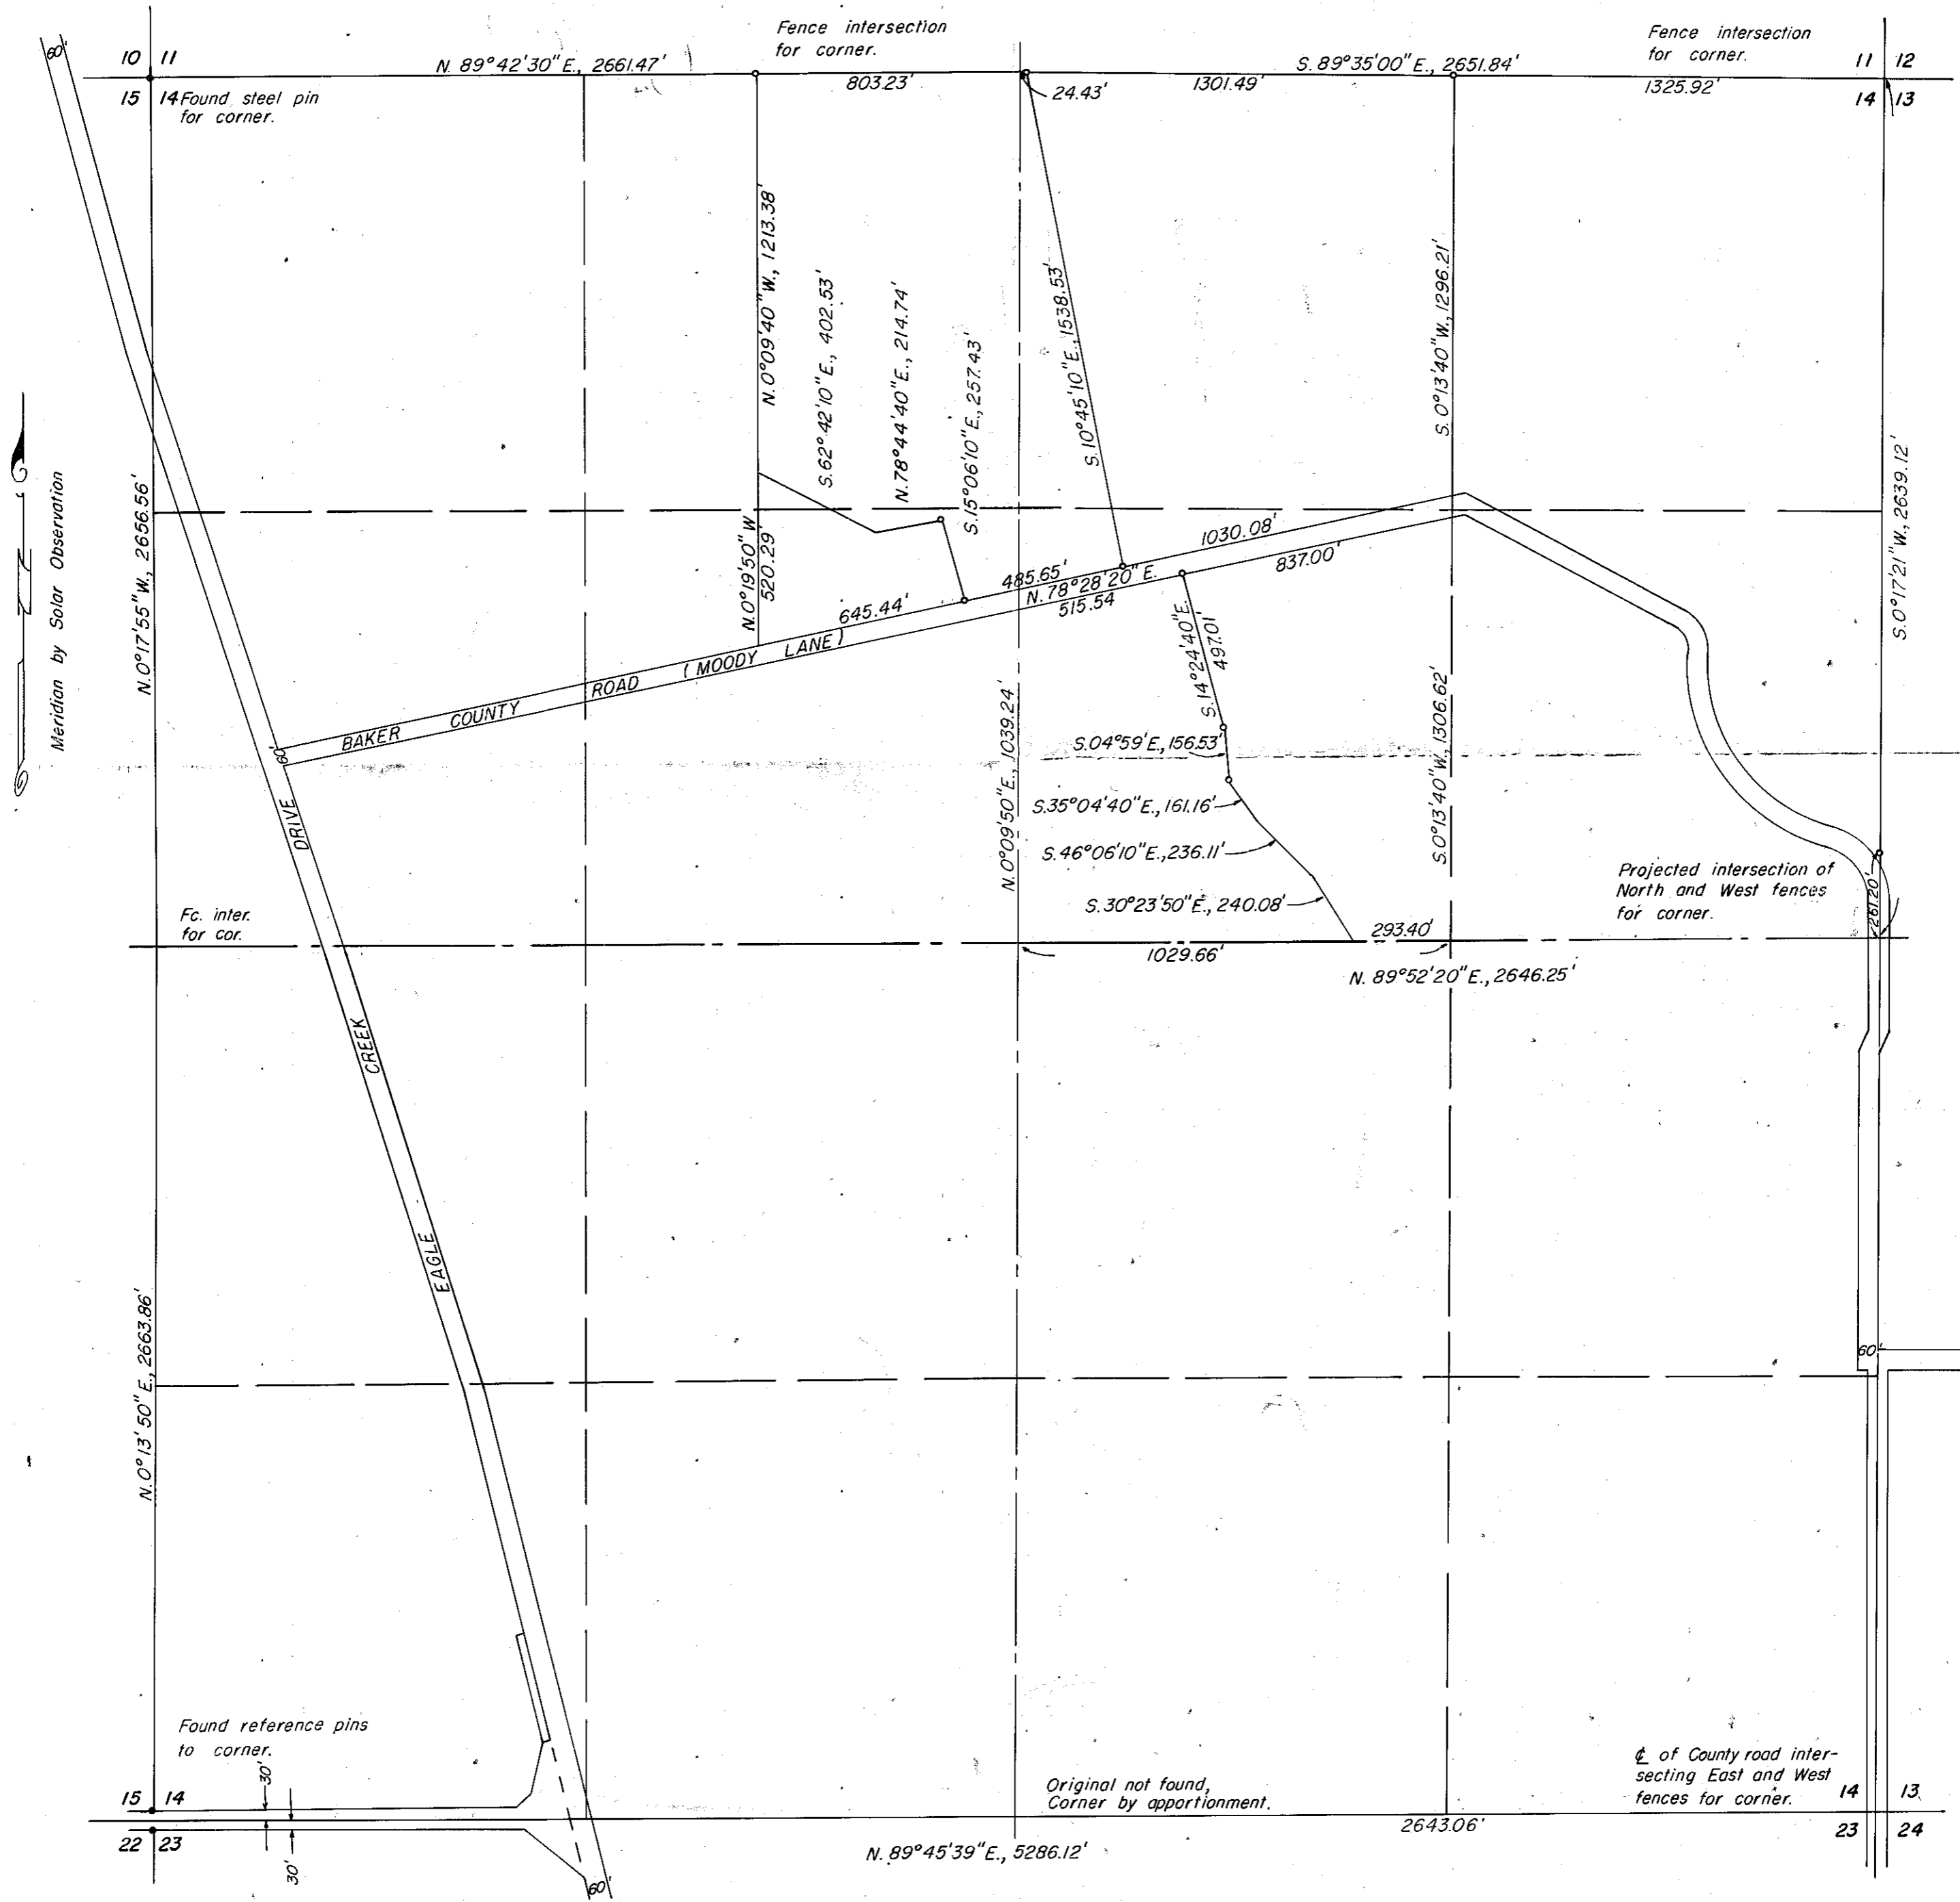 60'
10 11
15 14
Found steel pin
for corner.
N. 89°42'30"E., 2661.47'
Fence intersection
for corner.
803.23'
24.43'
1301.49'
S. 89°35'00"E., 2651.84'
Fence intersection
for corner.
1325.92'
11 12
14 13
N.0°09'40"W., 1213.38'
S.62°42'10"E., 402.53'
N.78°44'40"E., 214.74'
S.15°06'10"E., 257.43'
S.10°45'10"E., 1538.53'
S.0°13'40"W., 1296.21'
S.0°17'21"W., 2639.12'
Meridian by Solar Observation
N.0°17'55"W., 2656.56'
N.0°19'50"W
520.29'
645.44'
485.65'
N.78°28'20"E.
515.54
1030.08'
837.00'
BAKER COUNTY ROAD (MOODY LANE)
60'
S.14°24'40"E.
497.01'
S.04°59'E., 156.53'
S.35°04'40"E., 161.16'
S.46°06'10"E., 236.11'
S.30°23'50"E., 240.08'
N.0°09'50"E., 1039.24'
S.0°13'40"W., 1306.62'
Projected intersection of
North and West fences
for corner.
261.20'
Fc. inter.
for cor.
293.40'
1029.66'
N. 89°52'20"E., 2646.25'
EAGLE CREEK DRIVE
N.0°13'50"E., 2663.86'
60'
Found reference pins
to corner.
30'
15 14
22 23
30'
60'
Original not found,
Corner by apportionment.
N. 89°45'39"E., 5286.12'
2643.06'
℄ of County road inter-
secting East and West
fences for corner.
14 13
23 24